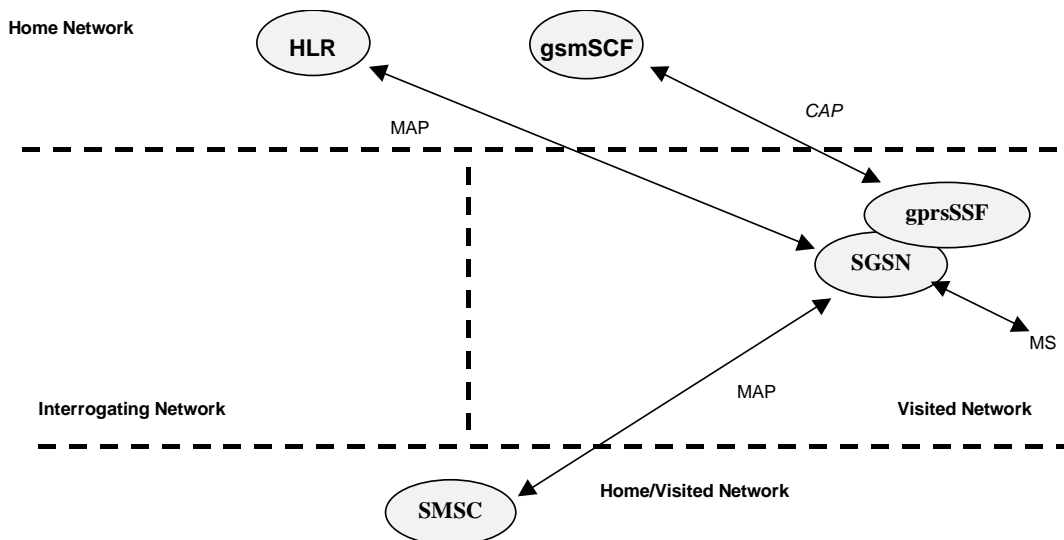 Home Network
HLR
gsmSCF
CAP
MAP
gprsSSF
SGSN
MS
MAP
Interrogating Network
Visited Network
Home/Visited Network
SMSC